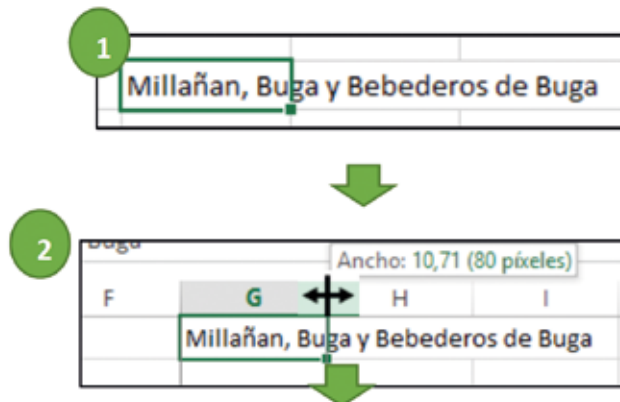 1
Millañan, Buga y Bebederos de Buga
2
Buga
Ancho: 10,71 (80 píxeles)
F G H I
Millañan, Buga y Bebederos de Buga